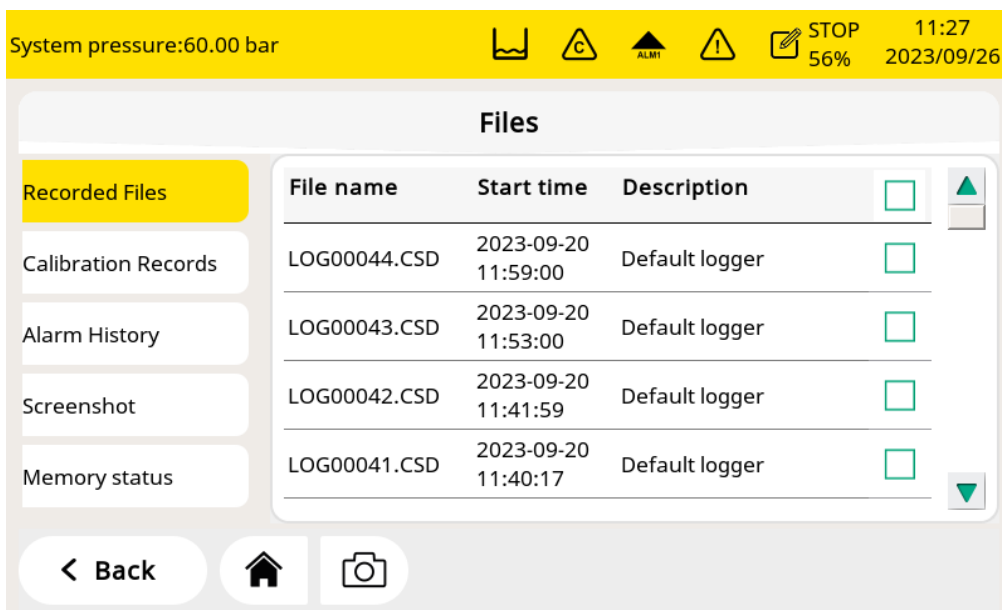 System pressure:60.00 bar
C
ALM1
STOP
56%
11:27
2023/09/26
Files
Recorded Files
Calibration Records
Alarm History
Screenshot
Memory status
File name Start time Description
LOG00044.CSD 2023-09-20 11:59:00 Default logger
LOG00043.CSD 2023-09-20 11:53:00 Default logger
LOG00042.CSD 2023-09-20 11:41:59 Default logger
LOG00041.CSD 2023-09-20 11:40:17 Default logger
Back